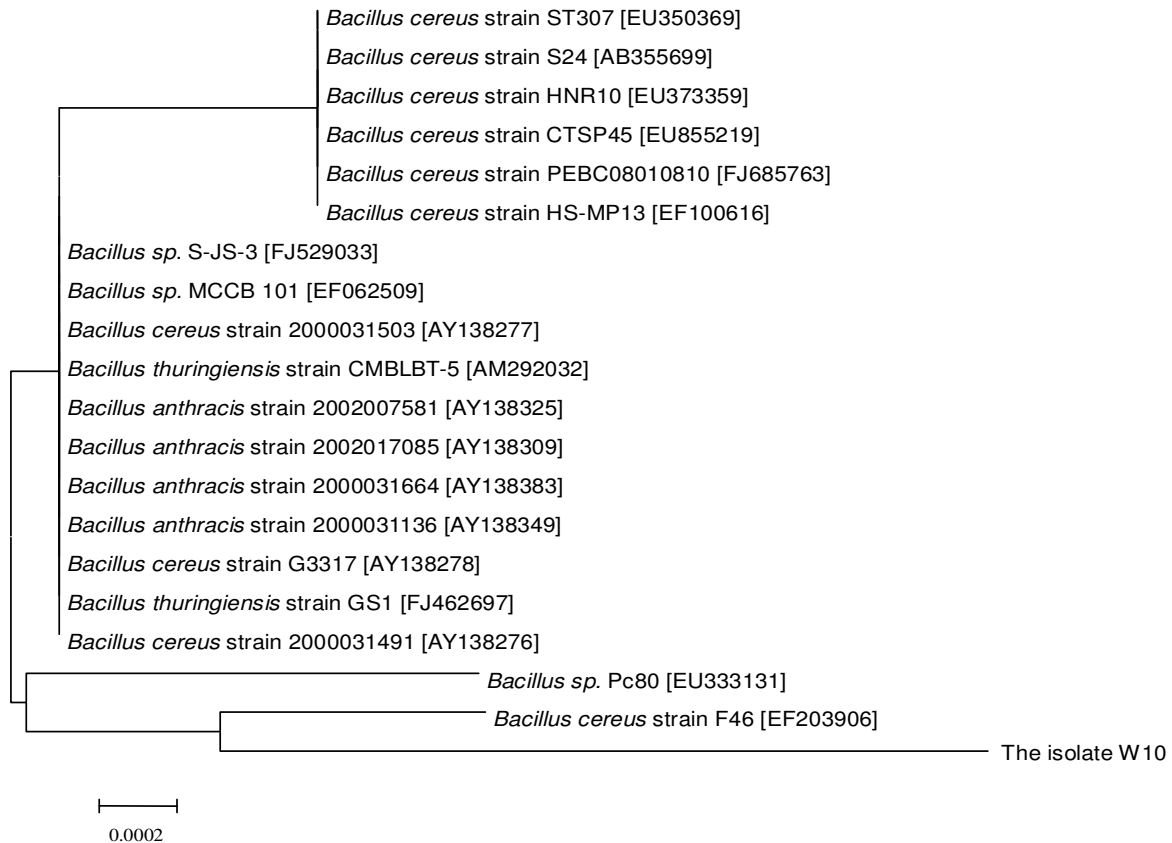 Bacillus cereus strain ST307 [EU350369]
Bacillus cereus strain S24 [AB355699]
Bacillus cereus strain HNR10 [EU373359]
Bacillus cereus strain CTSP45 [EU855219]
Bacillus cereus strain PEBC08010810 [FJ685763]
Bacillus cereus strain HS-MP13 [EF100616]
Bacillus sp. S-JS-3 [FJ529033]
Bacillus sp. MCCB 101 [EF062509]
Bacillus cereus strain 2000031503 [AY138277]
Bacillus thuringiensis strain CMBLBT-5 [AM292032]
Bacillus anthracis strain 2002007581 [AY138325]
Bacillus anthracis strain 2002017085 [AY138309]
Bacillus anthracis strain 2000031664 [AY138383]
Bacillus anthracis strain 2000031136 [AY138349]
Bacillus cereus strain G3317 [AY138278]
Bacillus thuringiensis strain GS1 [FJ462697]
Bacillus cereus strain 2000031491 [AY138276]
Bacillus sp. Pc80 [EU333131]
Bacillus cereus strain F46 [EF203906]
The isolate W10
0.0002